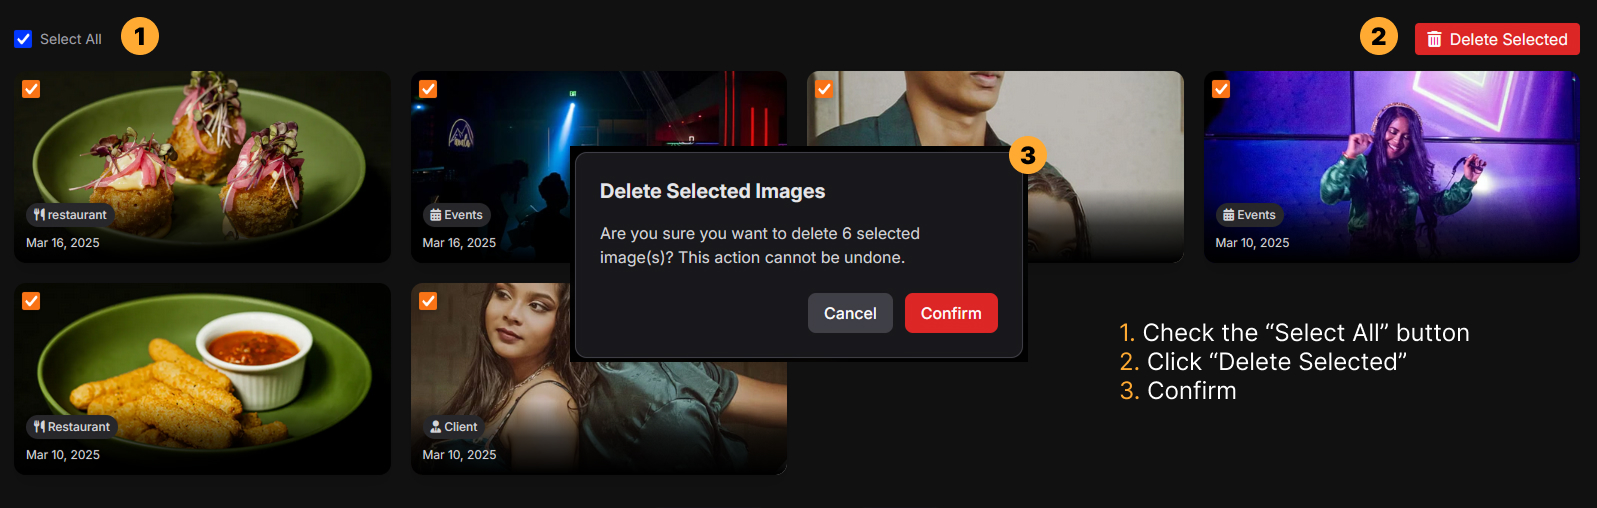 Select All
1
2
Delete Selected
restaurant
Mar 16, 2025
Events
Mar 16, 2025
Events
Mar 10, 2025
3
Delete Selected Images
Are you sure you want to delete 6 selected
image(s)? This action cannot be undone.
Cancel
Confirm
Restaurant
Mar 10, 2025
Client
Mar 10, 2025
1. Check the “Select All” button
2. Click “Delete Selected”
3. Confirm